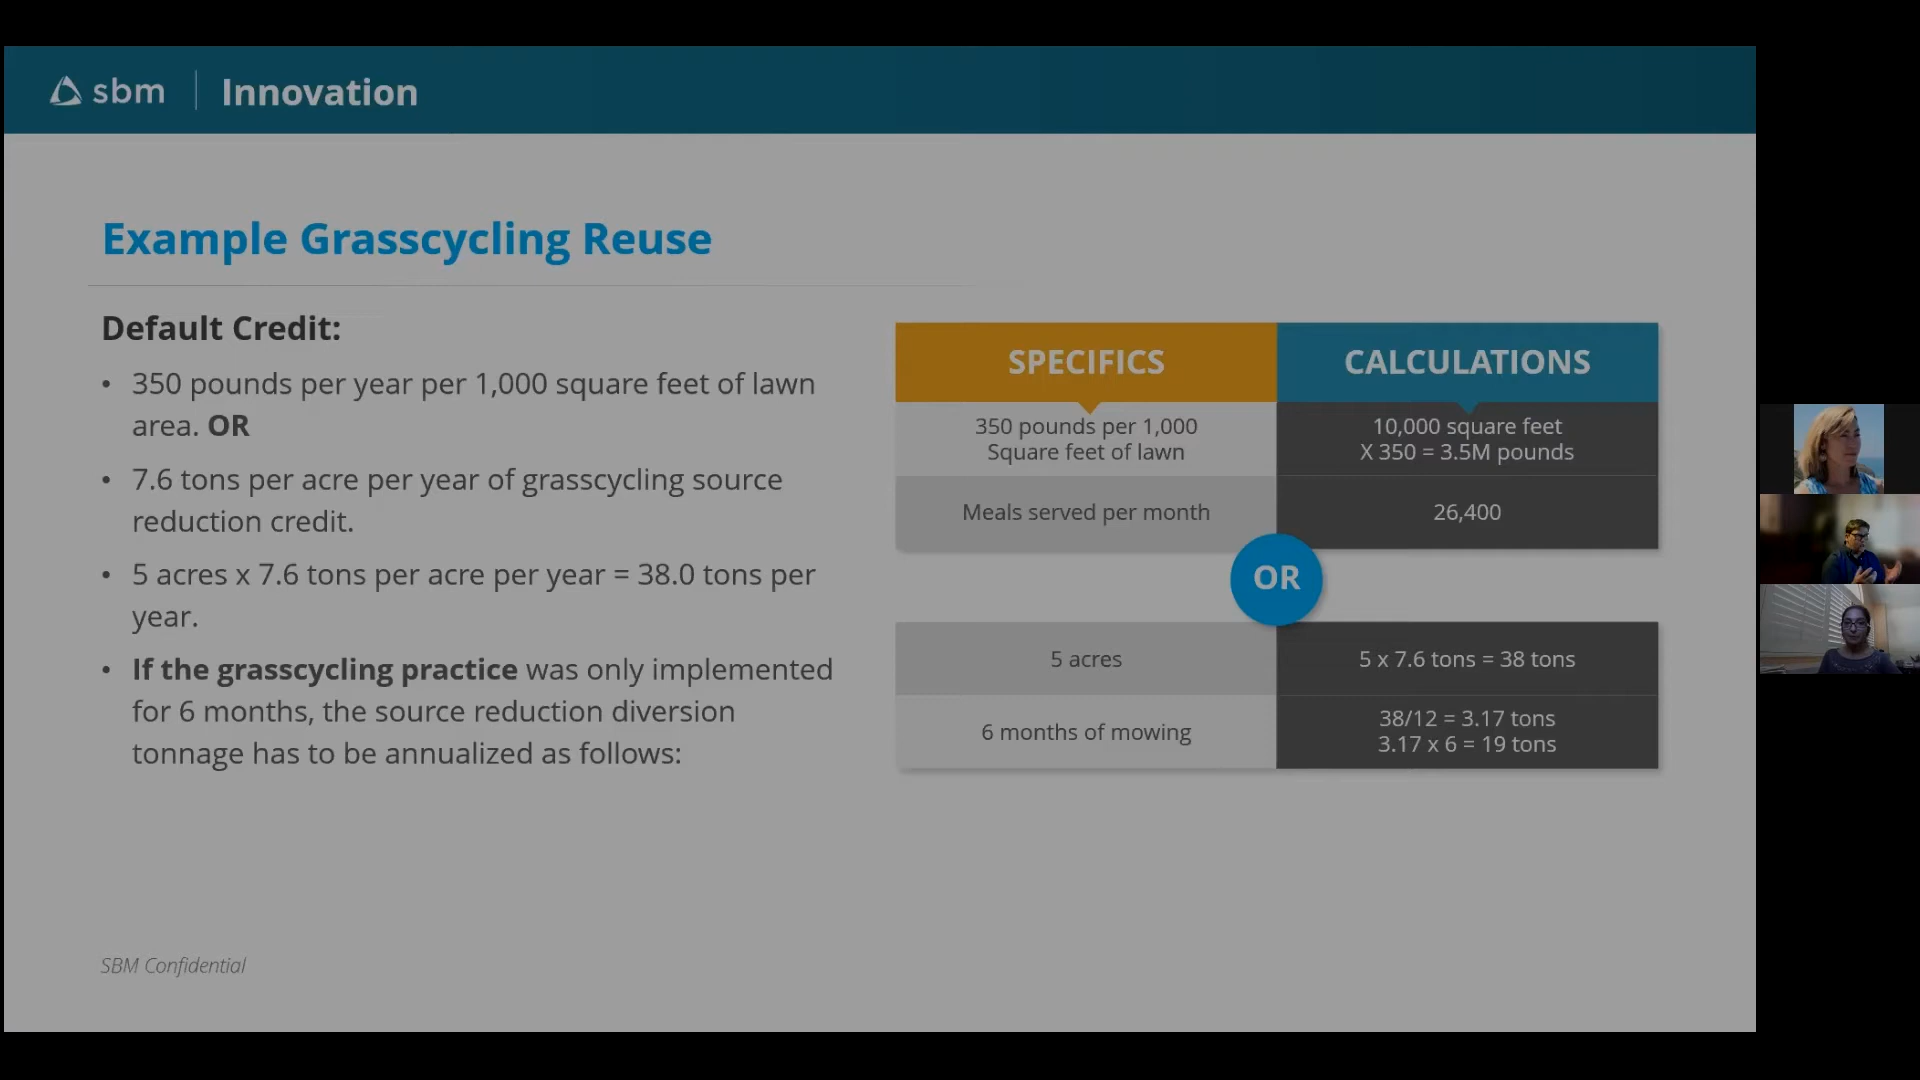 sbm
Innovation
Example Grasscycling Reuse
Default Credit:
• 350 pounds per year per 1,000 square feet of lawn
area. OR
• 7.6 tons per acre per year of grasscycling source
reduction credit.
• 5 acres x 7.6 tons per acre per year = 38.0 tons per
year.
• If the grasscycling practice was only implemented
for 6 months, the source reduction diversion
tonnage has to be annualized as follows:
SPECIFICS
CALCULATIONS
350 pounds per 1,000
Square feet of lawn
10,000 square feet
X 350 = 3.5M pounds
Meals served per month
26,400
OR
5 acres
5 x 7.6 tons = 38 tons
6 months of mowing
38/12 = 3.17 tons
3.17 x 6 = 19 tons
SBM Confidential